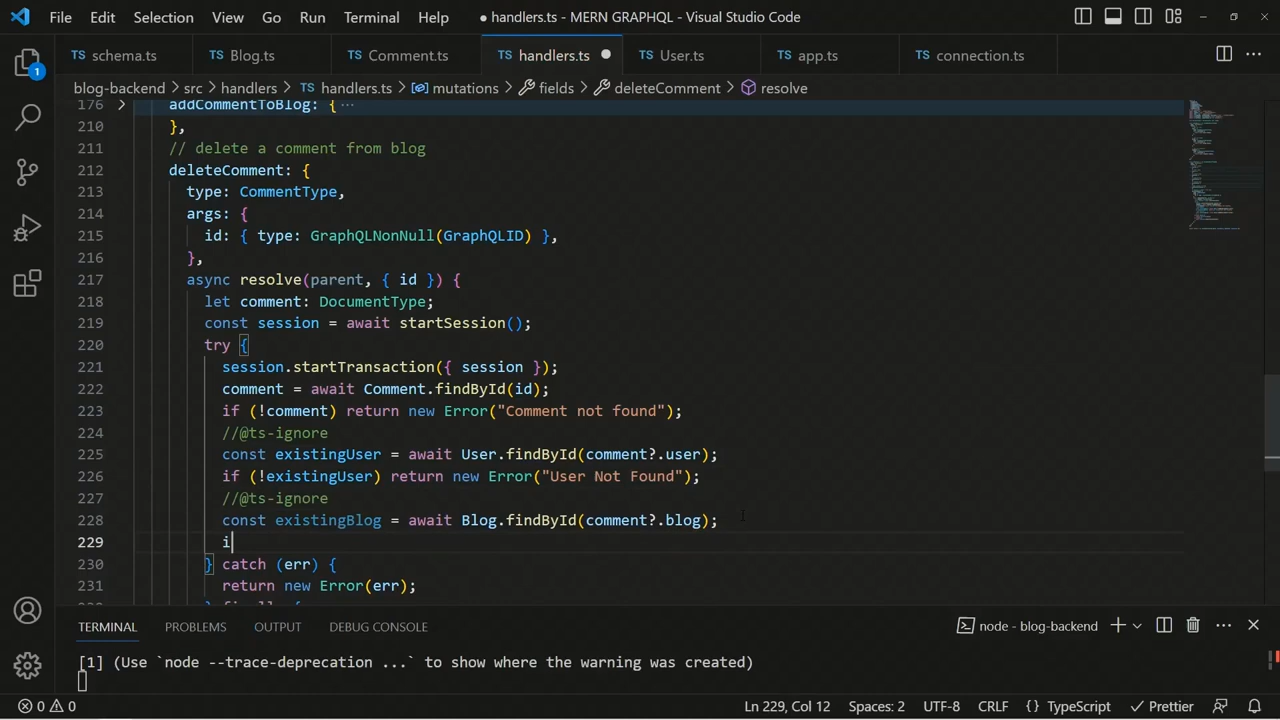 File Edit Selection View Go Run Terminal Help ● handlers.ts - MERN GRAPHQL - Visual Studio Code
TS schema.ts TS Blog.ts TS Comment.ts TS handlers.ts ● TS User.ts TS app.ts TS connection.ts
1
blog-backend > src > handlers > TS handlers.ts > mutations > fields > deleteComment > resolve
176 > addCommentToBlog: { ···
210 },
211 // delete a comment from blog
212 deleteComment: {
213 type: CommentType,
214 args: {
215 id: { type: GraphQLNonNull(GraphQLID) },
216 },
217 async resolve(parent, { id }) {
218 let comment: DocumentType;
219 const session = await startSession();
220 try {
221 session.startTransaction({ session });
222 comment = await Comment.findById(id);
223 if (!comment) return new Error("Comment not found");
224 //@ts-ignore
225 const existingUser = await User.findById(comment?.user);
226 if (!existingUser) return new Error("User Not Found");
227 //@ts-ignore
228 const existingBlog = await Blog.findById(comment?.blog);
229 i
230 } catch (err) {
231 return new Error(err);
TERMINAL PROBLEMS OUTPUT DEBUG CONSOLE node - blog-backend
[1] (Use `node --trace-deprecation ...` to show where the warning was created)
0 0 Ln 229, Col 12 Spaces: 2 UTF-8 CRLF {} TypeScript Prettier